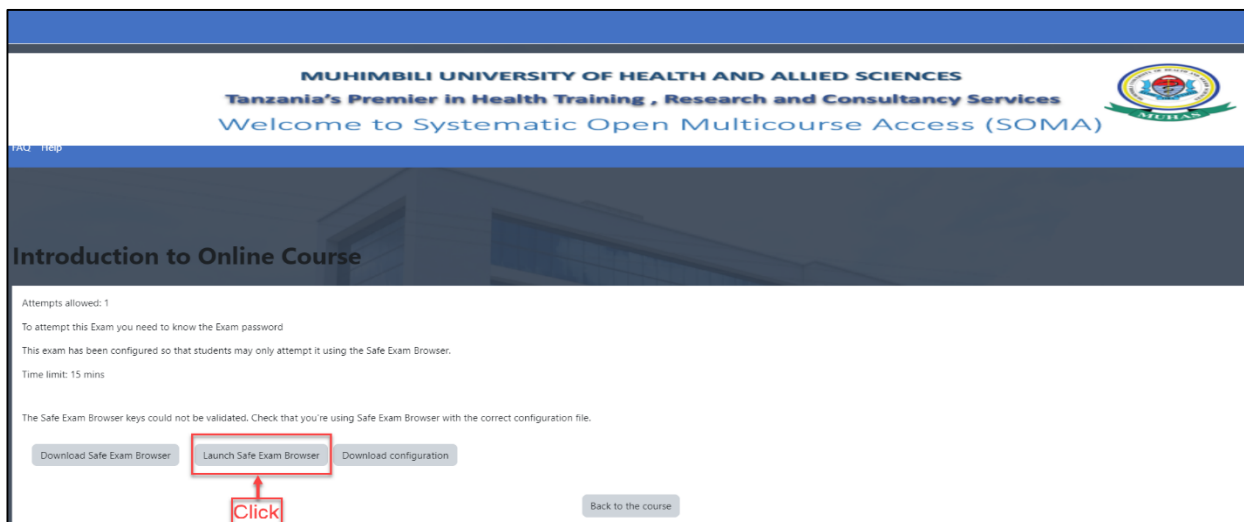 MUHIMBILI UNIVERSITY OF HEALTH AND ALLIED SCIENCES
Tanzania's Premier in Health Training , Research and Consultancy Services
Welcome to Systematic Open Multicourse Access (SOMA)
MUHAS
FAQ Help
Introduction to Online Course
Attempts allowed: 1
To attempt this Exam you need to know the Exam password
This exam has been configured so that students may only attempt it using the Safe Exam Browser.
Time limit: 15 mins
The Safe Exam Browser keys could not be validated. Check that you're using Safe Exam Browser with the correct configuration file.
Download Safe Exam Browser Launch Safe Exam Browser Download configuration
Click
Back to the course